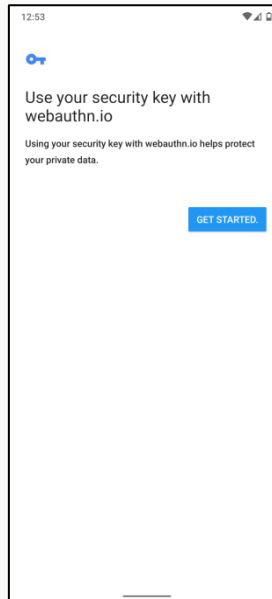 12:53
Use your security key with
webauthn.io
Using your security key with webauthn.io helps protect
your private data.
GET STARTED.